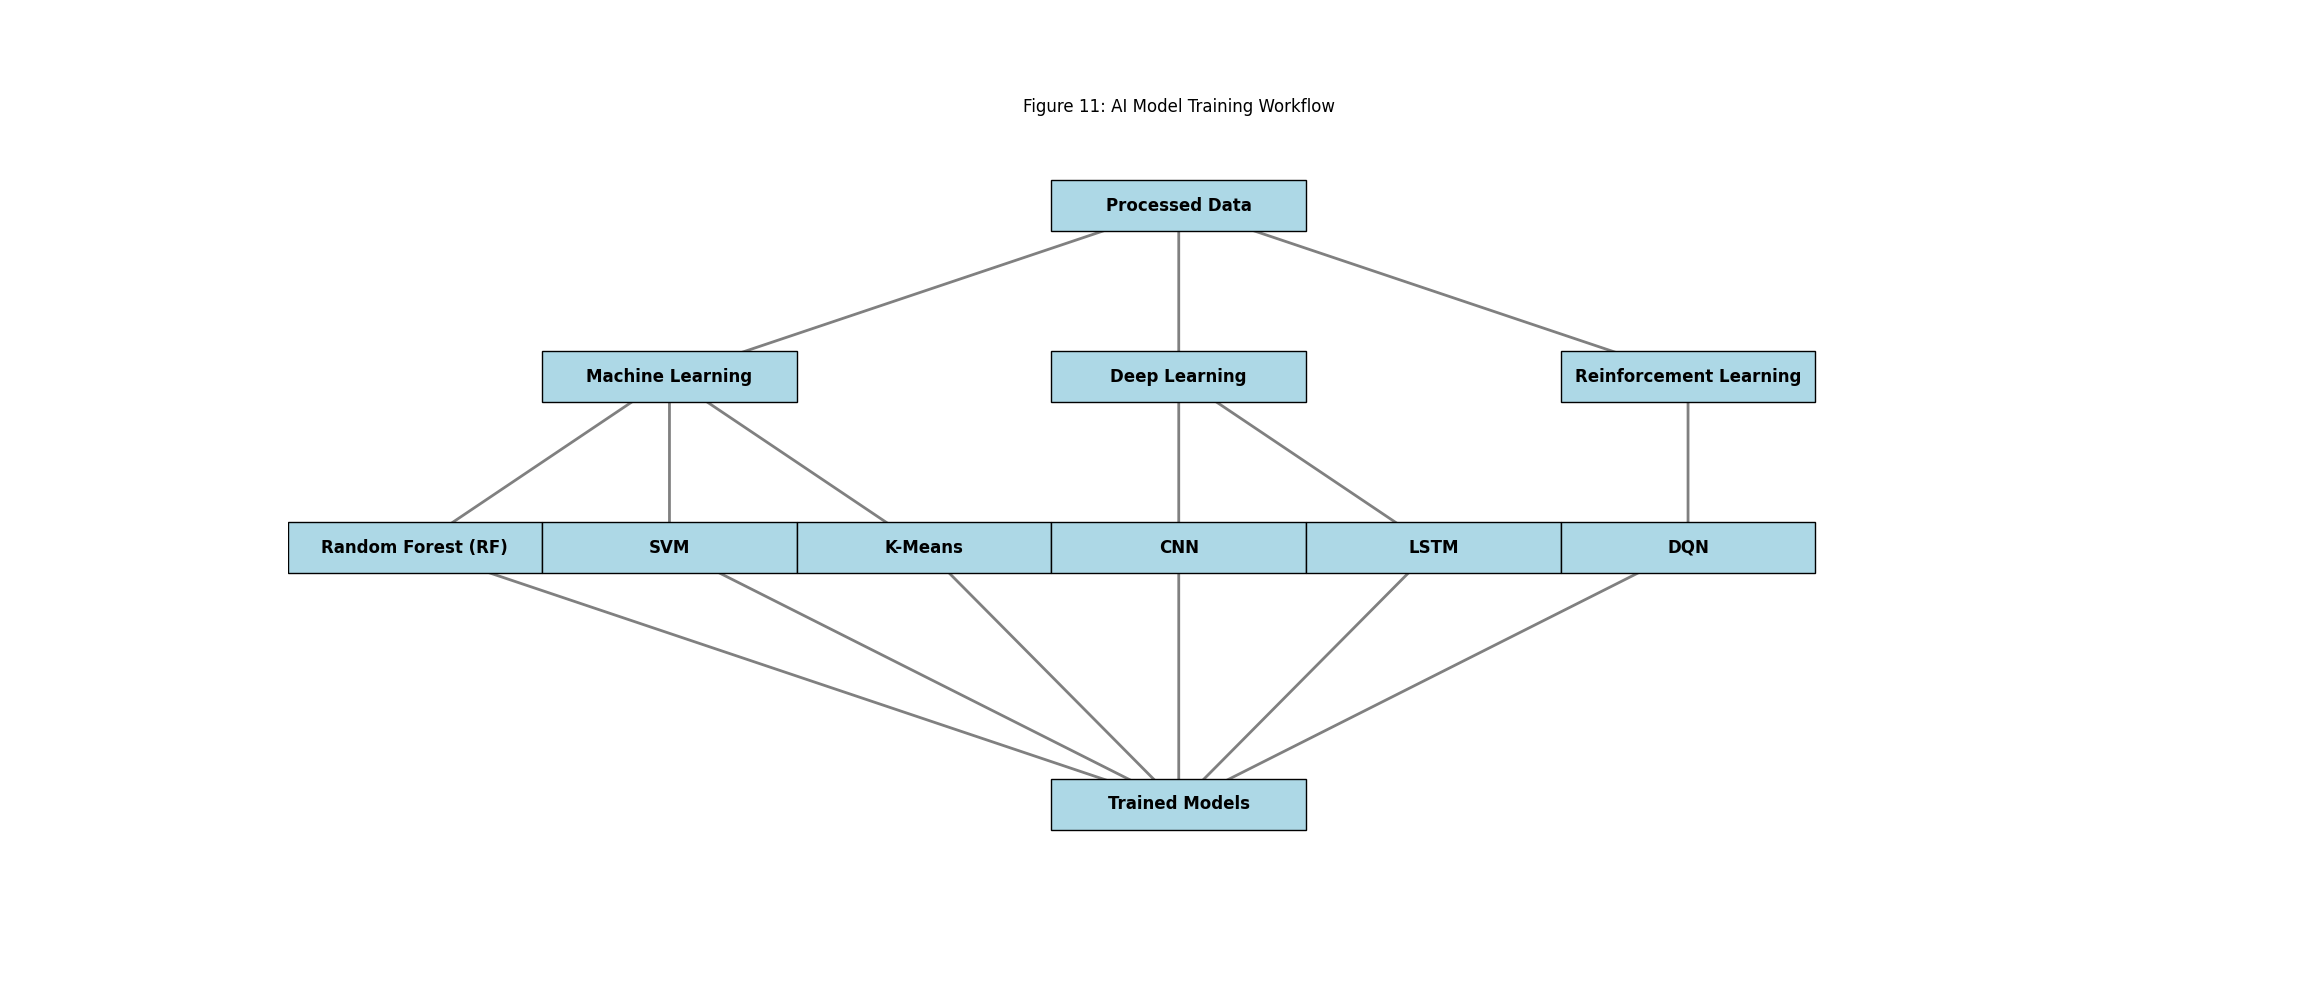 Figure 11: AI Model Training Workflow
Processed Data
Machine Learning
Deep Learning
Reinforcement Learning
Random Forest (RF)
SVM
K-Means
CNN
LSTM
DQN
Trained Models